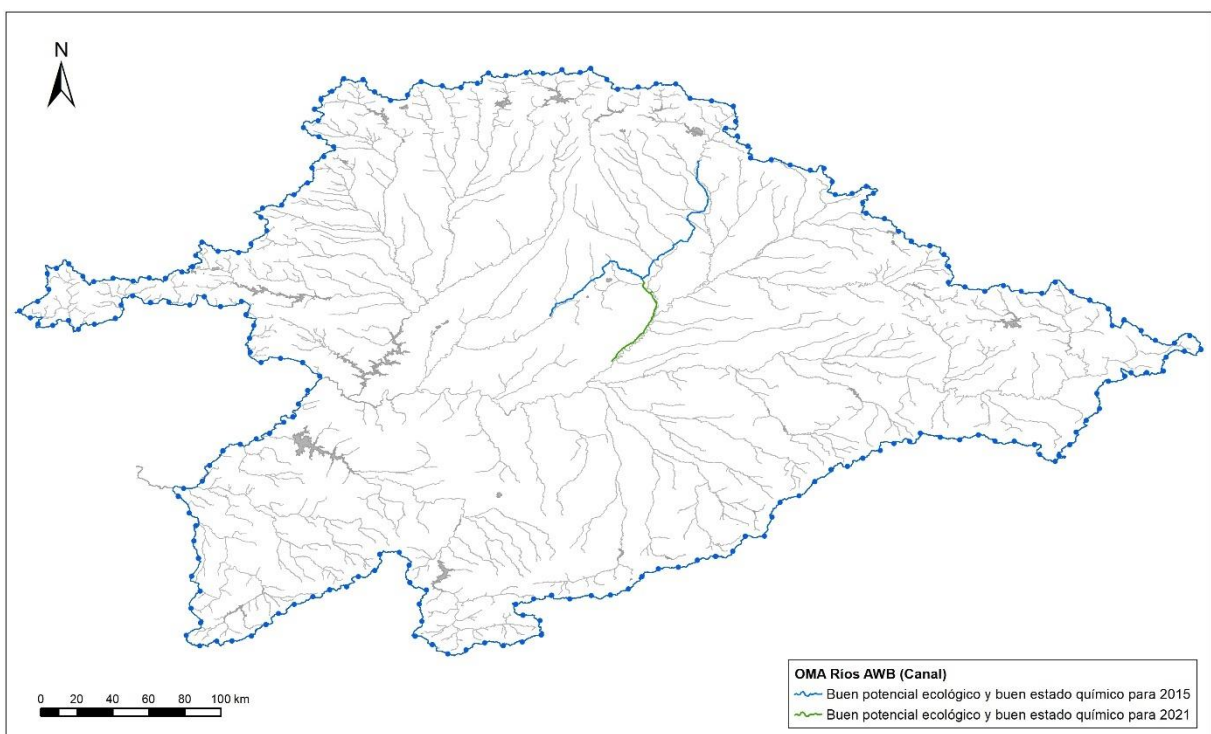 N
0 20 40 60 80 100 km
OMA Ríos AWB (Canal)
Buen potencial ecológico y buen estado químico para 2015
Buen potencial ecológico y buen estado químico para 2021